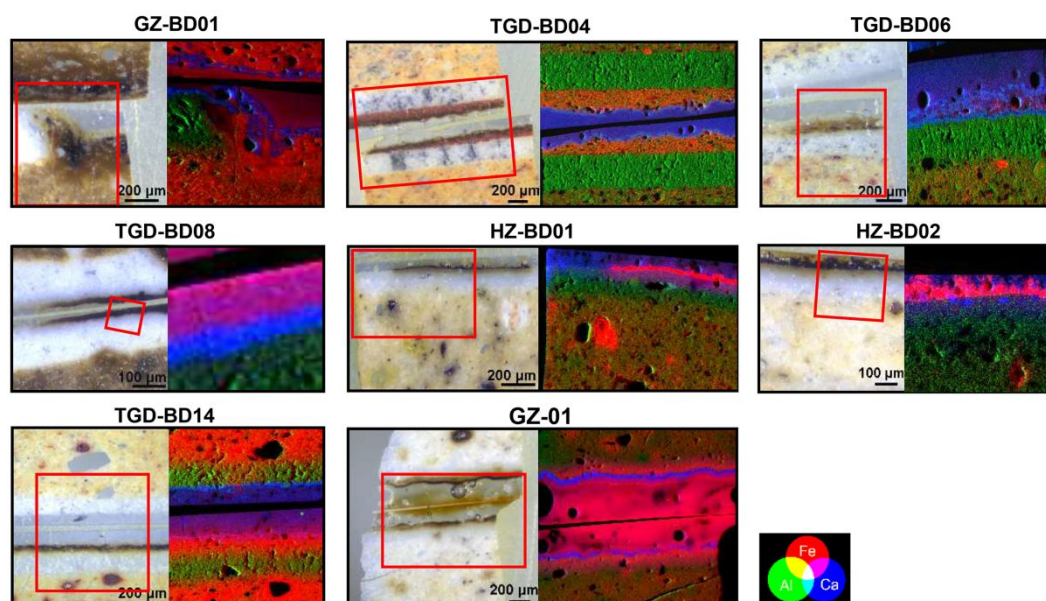 GZ-BD01
TGD-BD04
TGD-BD06
200 µm
200 µm
200 µm
TGD-BD08
HZ-BD01
HZ-BD02
100 µm
200 µm
100 µm
TGD-BD14
GZ-01
200 µm
200 µm
Fe
Al
Ca